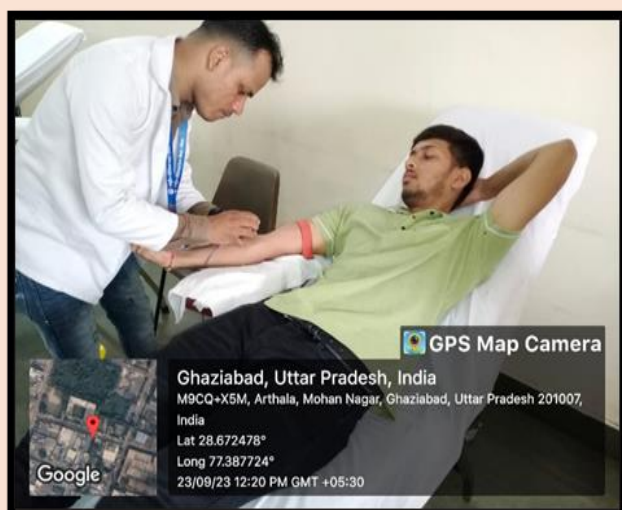 GPS Map Camera
Ghaziabad, Uttar Pradesh, India
M9CQ+X5M, Arthala, Mohan Nagar, Ghaziabad, Uttar Pradesh 201007,
India
Lat 28.672478°
Long 77.387724°
23/09/23 12:20 PM GMT +05:30
Google